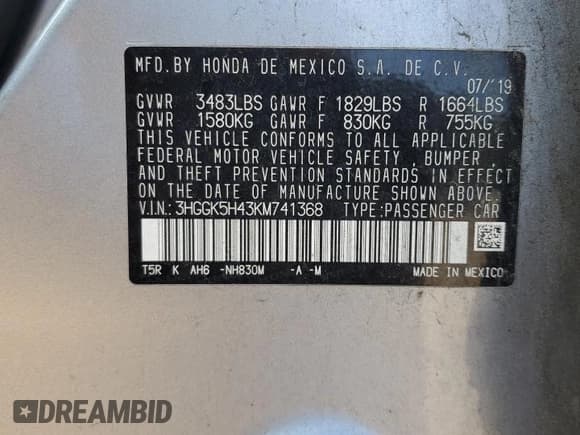 MFD.BY HONDA DE MEXICO S.A. DE C.V.
07/'19
GVWR 3483LBS GAWR F 1829LBS R 1664LBS
GVWR 1580KG GAWR F 830KG R 755KG
THIS VEHICLE CONFORMS TO ALL APPLICABLE
FEDERAL MOTOR VEHICLE SAFETY ,BUMPER ,
AND THEFT PREVENTION STANDARDS IN EFFECT
ON THE DATE OF MANUFACTURE SHOWN ABOVE.
V.I.N.: 3HGGK5H43KM741368 TYPE:PASSENGER CAR
T5R K AH6 -NH830M -A -M MADE IN MEXICO
DREAMBID